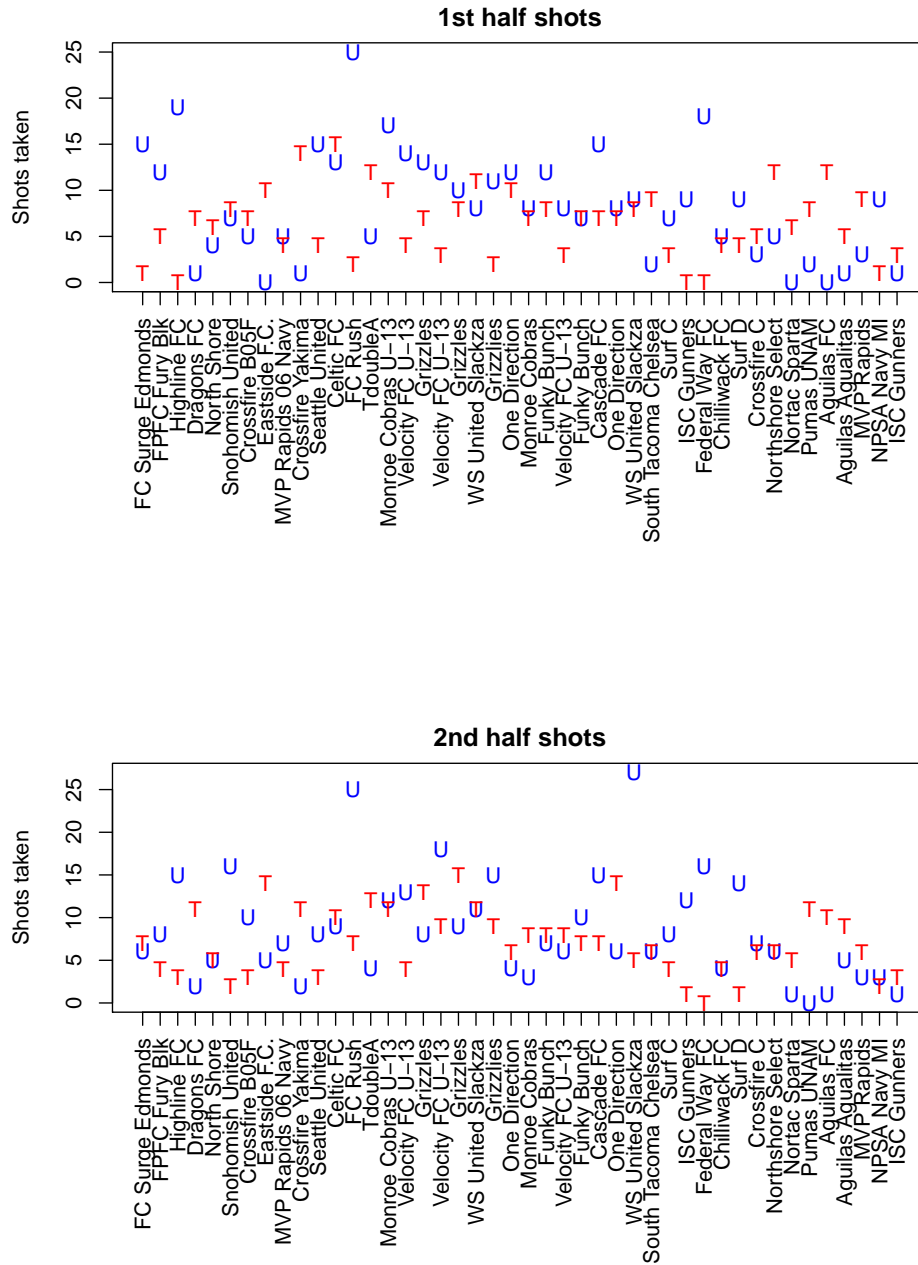 1st half shots
Shots taken
25
20
15
10
5
0
FC Surge Edmonds
FPFC Fury Blk
Highline FC
Dragons FC
North Shore
Snohomish United
Crossfire B05F
Eastside F.C.
MVP Rapids 06 Navy
Crossfire Yakima
Seattle United
Celtic FC
FC Rush
TdoubleA
Monroe Cobras U−13
Velocity FC U−13
Grizzles
Velocity FC U−13
Grizzles
WS United Slackza
Grizzlies
One Direction
Monroe Cobras
Funky Bunch
Velocity FC U−13
Funky Bunch
Cascade FC
One Direction
WS United Slackza
South Tacoma Chelsea
Surf C
ISC Gunners
Federal Way FC
Chilliwack FC
Surf D
Crossfire C
Northshore Select
Nortac Sparta
Pumas UNAM
Aguilas FC
Aguilas Aqualitas
MVP Rapids
NPSA Navy MI
ISC Gunners
2nd half shots
Shots taken
25
20
15
10
5
0
FC Surge Edmonds
FPFC Fury Blk
Highline FC
Dragons FC
North Shore
Snohomish United
Crossfire B05F
Eastside F.C.
MVP Rapids 06 Navy
Crossfire Yakima
Seattle United
Celtic FC
FC Rush
TdoubleA
Monroe Cobras U−13
Velocity FC U−13
Grizzles
Velocity FC U−13
Grizzles
WS United Slackza
Grizzlies
One Direction
Monroe Cobras
Funky Bunch
Velocity FC U−13
Funky Bunch
Cascade FC
One Direction
WS United Slackza
South Tacoma Chelsea
Surf C
ISC Gunners
Federal Way FC
Chilliwack FC
Surf D
Crossfire C
Northshore Select
Nortac Sparta
Pumas UNAM
Aguilas FC
Aguilas Aqualitas
MVP Rapids
NPSA Navy MI
ISC Gunners